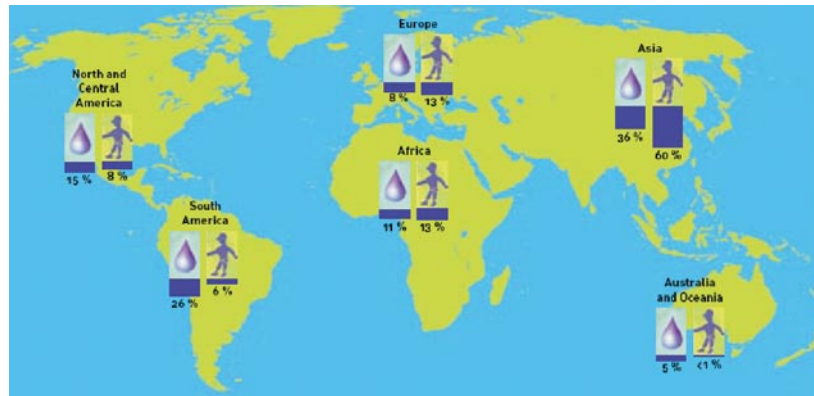 Europe
8 % 13 %
Asia
36 %
60 %
North and
Central
America
15 % 8 %
Africa
11 % 13 %
South
America
26 % 6 %
Australia
and Oceania
5 % <1 %